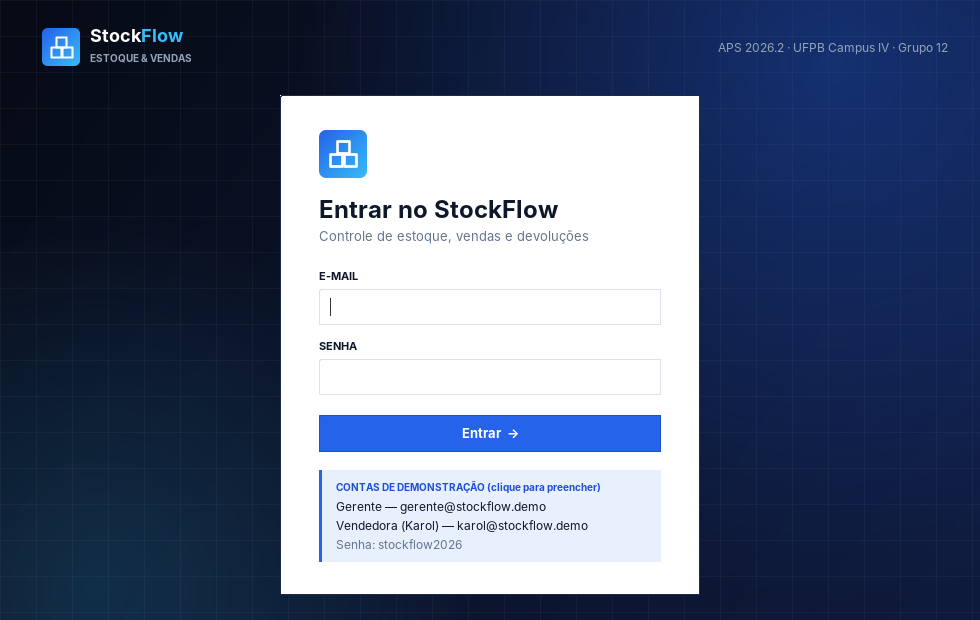 StockFlow
ESTOQUE & VENDAS
APS 2026.2 · UFPB Campus IV · Grupo 12
Entrar no StockFlow
Controle de estoque, vendas e devoluções
E-MAIL
SENHA
Entrar →
CONTAS DE DEMONSTRAÇÃO (clique para preencher)
Gerente — gerente@stockflow.demo
Vendedora (Karol) — karol@stockflow.demo
Senha: stockflow2026